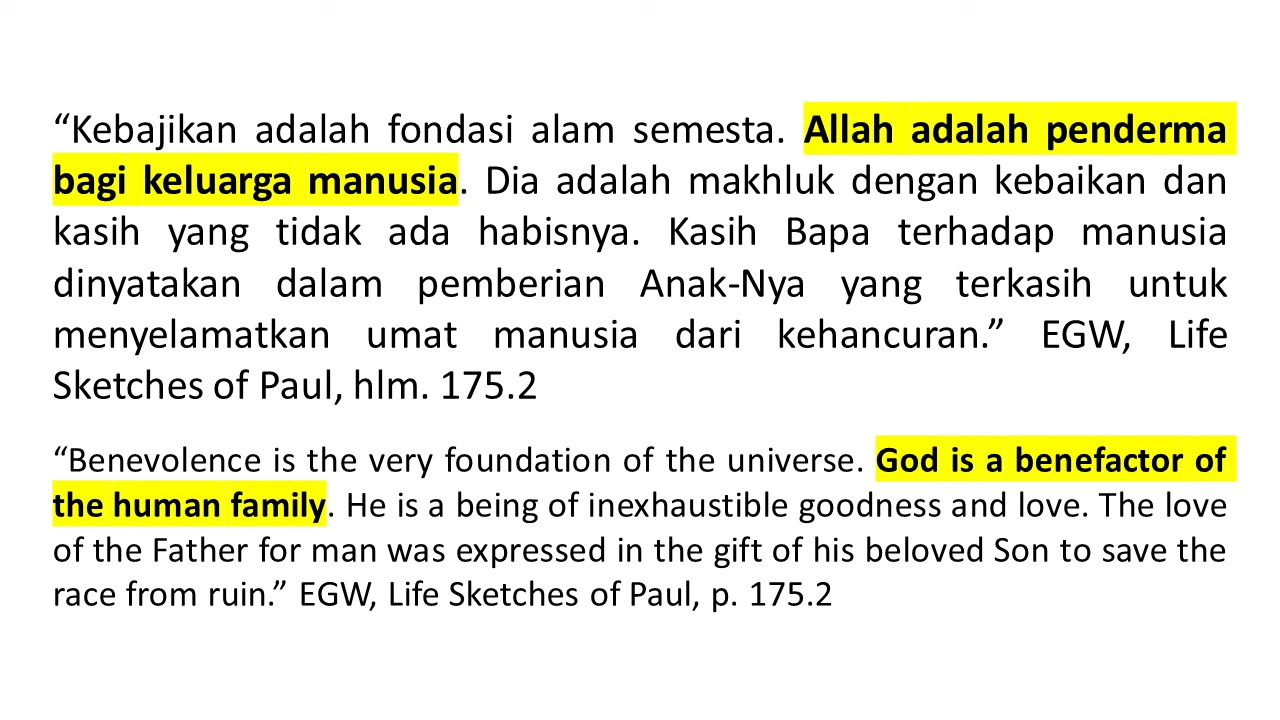 “Kebajikan adalah fondasi alam semesta. Allah adalah penderma
bagi keluarga manusia. Dia adalah makhluk dengan kebaikan dan
kasih yang tidak ada habisnya. Kasih Bapa terhadap manusia
dinyatakan dalam pemberian Anak-Nya yang terkasih untuk
menyelamatkan umat manusia dari kehancuran.” EGW, Life
Sketches of Paul, hlm. 175.2
“Benevolence is the very foundation of the universe. God is a benefactor of
the human family. He is a being of inexhaustible goodness and love. The love
of the Father for man was expressed in the gift of his beloved Son to save the
race from ruin.” EGW, Life Sketches of Paul, p. 175.2